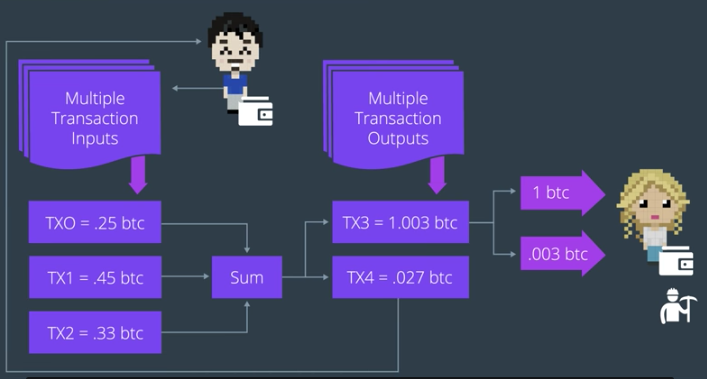 Multiple
Transaction
Inputs
Multiple
Transaction
Outputs
TXO = .25 btc
TX1 = .45 btc
TX2 = .33 btc
Sum
TX3 = 1.003 btc
TX4 = .027 btc
1 btc
.003 btc